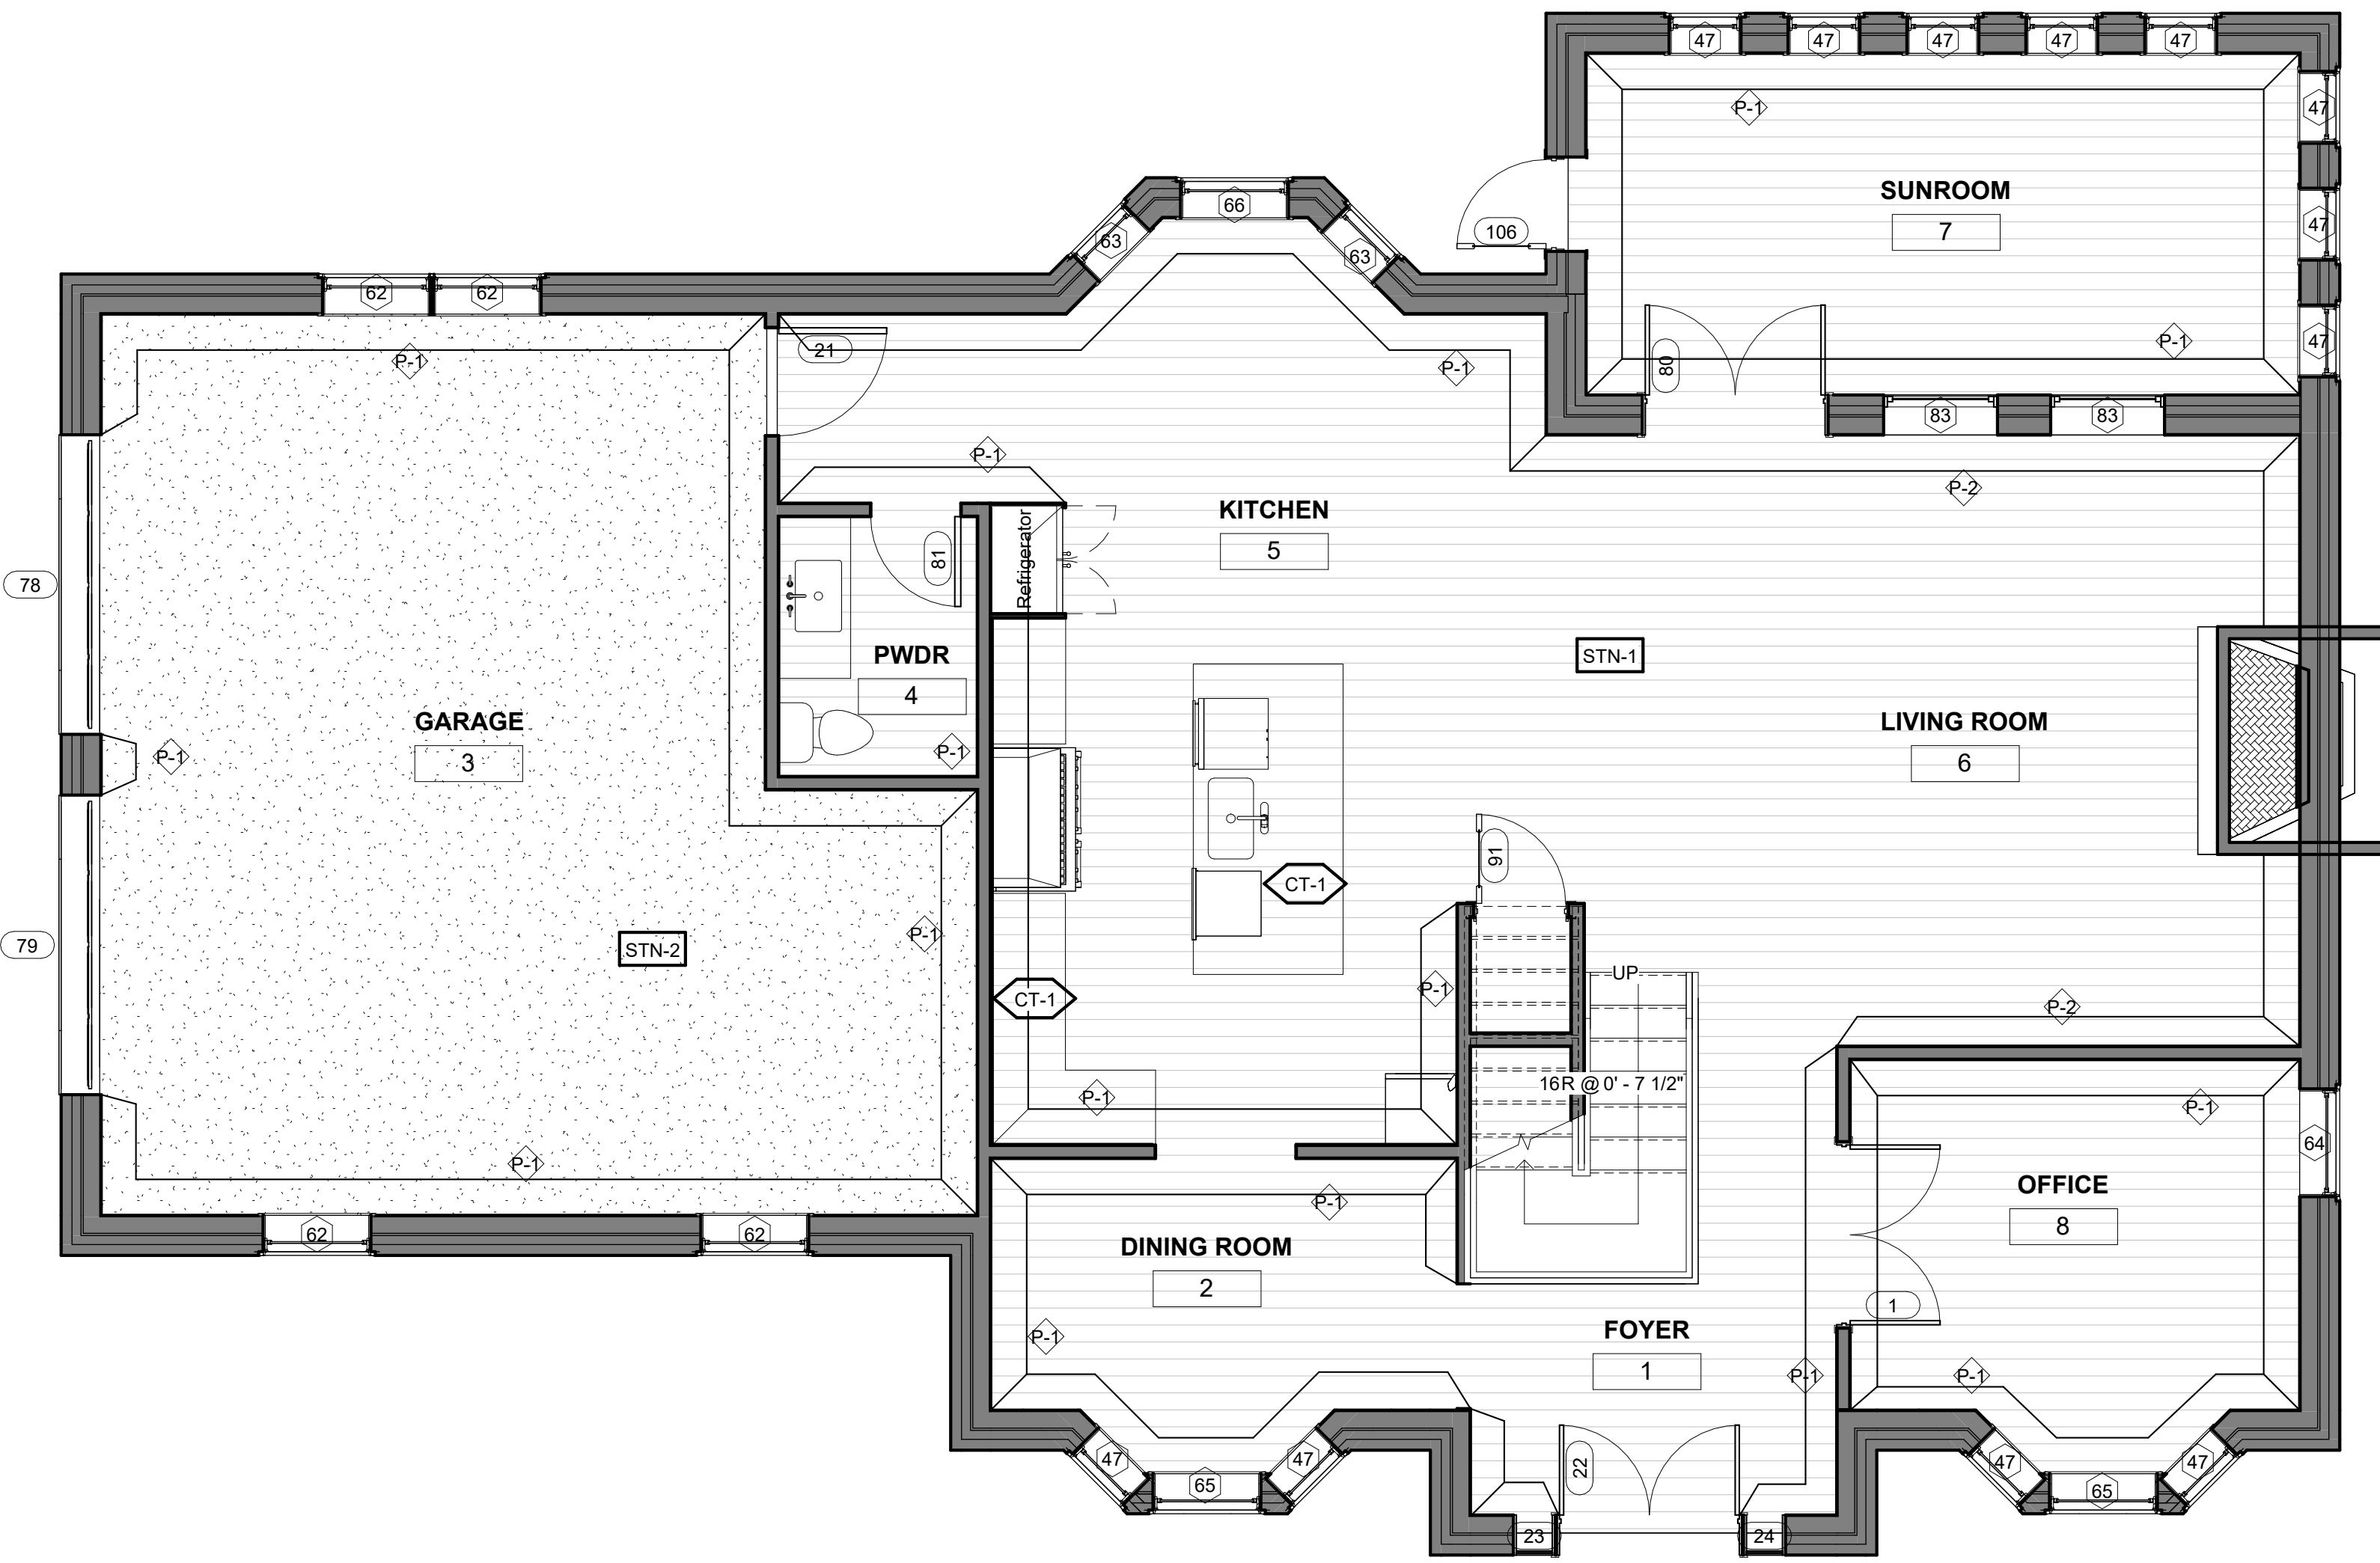 47 47 47 47 47
P-1
47
SUNROOM
7
66
63
63
106
47
62 62
21
P-1
P-1
P-1
80
47
83 83
P-1
P-2
KITCHEN
5
Refrigerator
81
78
PWDR
4
STN-1
GARAGE
3
P-1
P-1
LIVING ROOM
6
91
CT-1
79
STN-2
P-1
UP
P-1
CT-1
P-2
16R @ 0' - 7 1/2"
P-1
P-1
64
P-1
OFFICE
8
P-1
62
62
DINING ROOM
2
1
P-1
FOYER
1
P-1
P-1
47 47
65
22
47 47
65
23
24